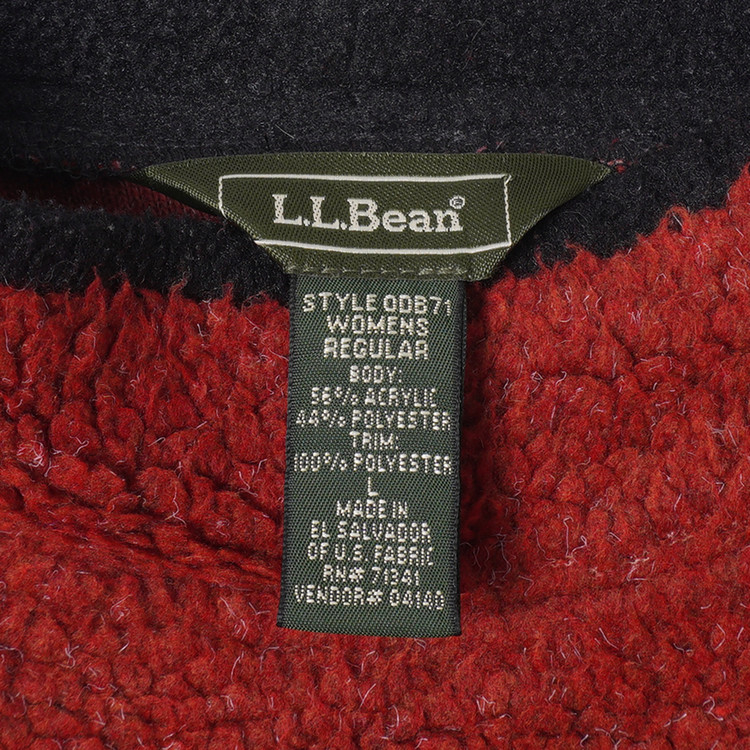 L.L.Bean®
STYLE 0DB71
WOMENS
REGULAR
BODY:
56% ACRYLIC
44% POLYESTER
TRIM:
100% POLYESTER
L
MADE IN
EL SALVADOR
OF U.S. FABRIC
RN# 71341
VENDOR# 04140